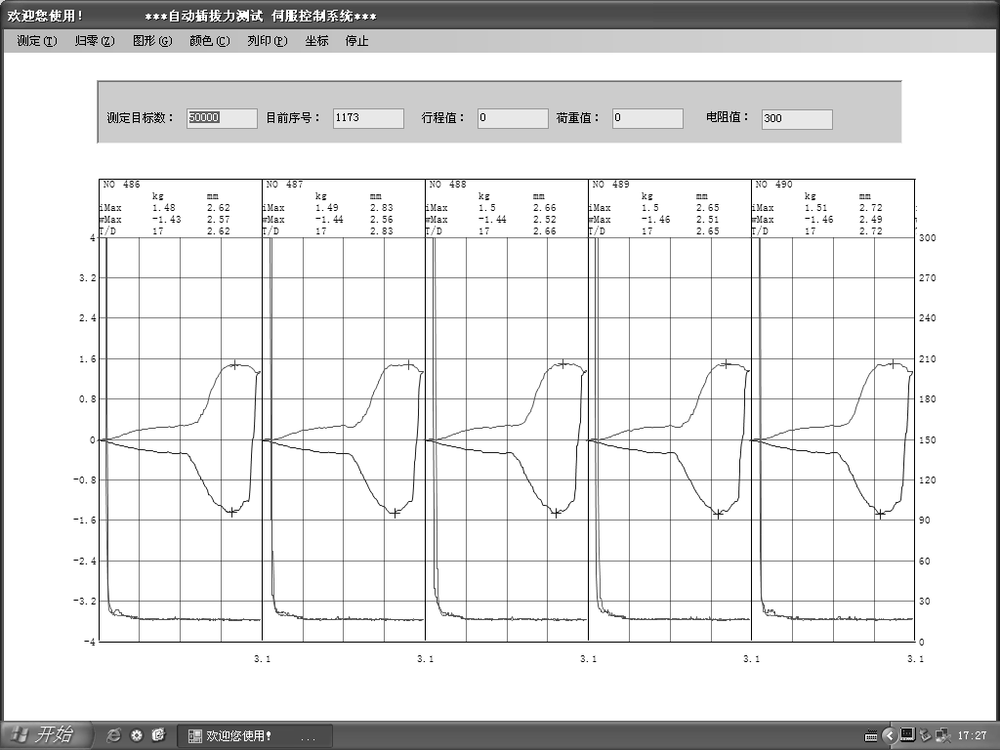 欢迎您使用! ***自动插拔力测试 伺服控制系统***
测定(T) 归零(Z) 图形(G) 颜色(C) 列印(P) 坐标 停止
测定目标数： 50000 目前序号： 1173 行程值： 0 荷重值： 0 电阻值： 300
NO 486 NO 487 NO 488 NO 489 NO 490
kg mm kg mm kg mm kg mm kg mm
iMax 1.48 2.62 iMax 1.49 2.83 iMax 1.5 2.66 iMax 1.5 2.65 iMax 1.51 2.72
wMax -1.43 2.57 wMax -1.44 2.56 wMax -1.44 2.52 wMax -1.46 2.51 wMax -1.46 2.49
T/D 17 2.62 T/D 17 2.83 T/D 17 2.66 T/D 17 2.65 T/D 17 2.72
4 300
3.2 270
2.4 240
1.6 210
0.8 180
0 150
-0.8 120
-1.6 90
-2.4 60
-3.2 30
-4 0
3.1 3.1 3.1 3.1 3.1
开始 欢迎您使用! ... 17:27